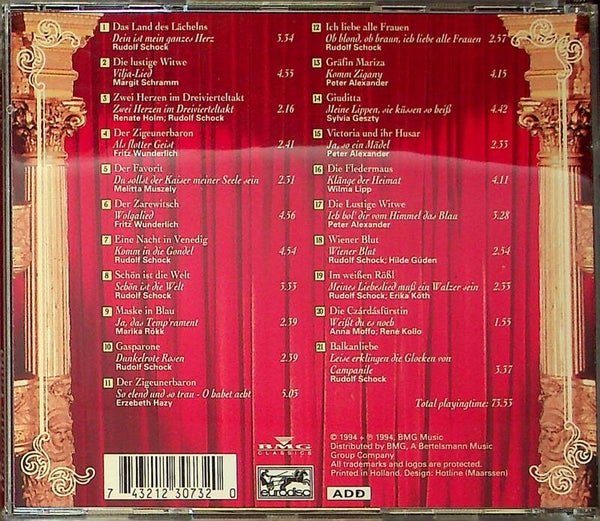 1 Das Land des Lächelns
Dein ist mein ganzes Herz 5.34
Rudolf Schock
2 Die lustige Witwe
Vilja-Lied 4.55
Margit Schramm
3 Zwei Herzen im Dreivierteltakt
Zwei Herzen im Dreivierteltakt 2.16
Renate Holm; Rudolf Schock
4 Der Zigeunerbaron
Als flotter Geist 2.41
Fritz Wunderlich
5 Der Favorit
Du sollst der Kaiser meiner Seele sein 2.51
Melitta Muszely
6 Der Zarewitsch
Wolgalied 4.56
Fritz Wunderlich
7 Eine Nacht in Venedig
Komm in die Gondel 4.54
Rudolf Schock
8 Schön ist die Welt
Schön ist die Welt 3.33
Rudolf Schock
9 Maske in Blau
Ja, das Temp'rament 2.39
Marika Rökk
10 Gasparone
Dunkelrote Rosen 2.39
Rudolf Schock
11 Der Zigeunerbaron
So elend und so tran - O habet acht 5.05
Erzebeth Hazy
12 Ich liebe alle Frauen
Ob blond, ob braun, ich liebe alle Frauen 2.57
Rudolf Schock
13 Gräfin Mariza
Komm Zigany 4.15
Peter Alexander
14 Giuditta
Meine Lippen, sie küssen so heiß 4.42
Sylvia Geszty
15 Victoria und ihr Husar
Ja, so ein Mädel 2.33
Peter Alexander
16 Die Fledermaus
Klänge der Heimat 4.11
Wilma Lipp
17 Die Lustige Witwe
Ich hol' dir vom Himmel das Blau 3.28
Peter Alexander
18 Wiener Blut
Wiener Blut 2.54
Rudolf Schock; Hilde Güden
19 Im weißen Rößl
Meines Liebeslied muß ein Walzer sein 2.33
Rudolf Schock; Erika Köth
20 Die Czárdásfürstin
Weißt du es noch 1.55
Anna Moffo; René Kollo
21 Balkanliebe
Leise erklingen die Glocken von
Campanile 3.37
Rudolf Schock
Total playingtime: 73.53
7 43212 30732 0
BMG
CLASSICS
eurodisc
ADD
© 1994 + ℗ 1994, BMG Music
Distributed by BMG, A Bertelsmann Music
Group Company
All trademarks and logos are protected.
Printed in Holland. Design: Hotline (Maarssen)